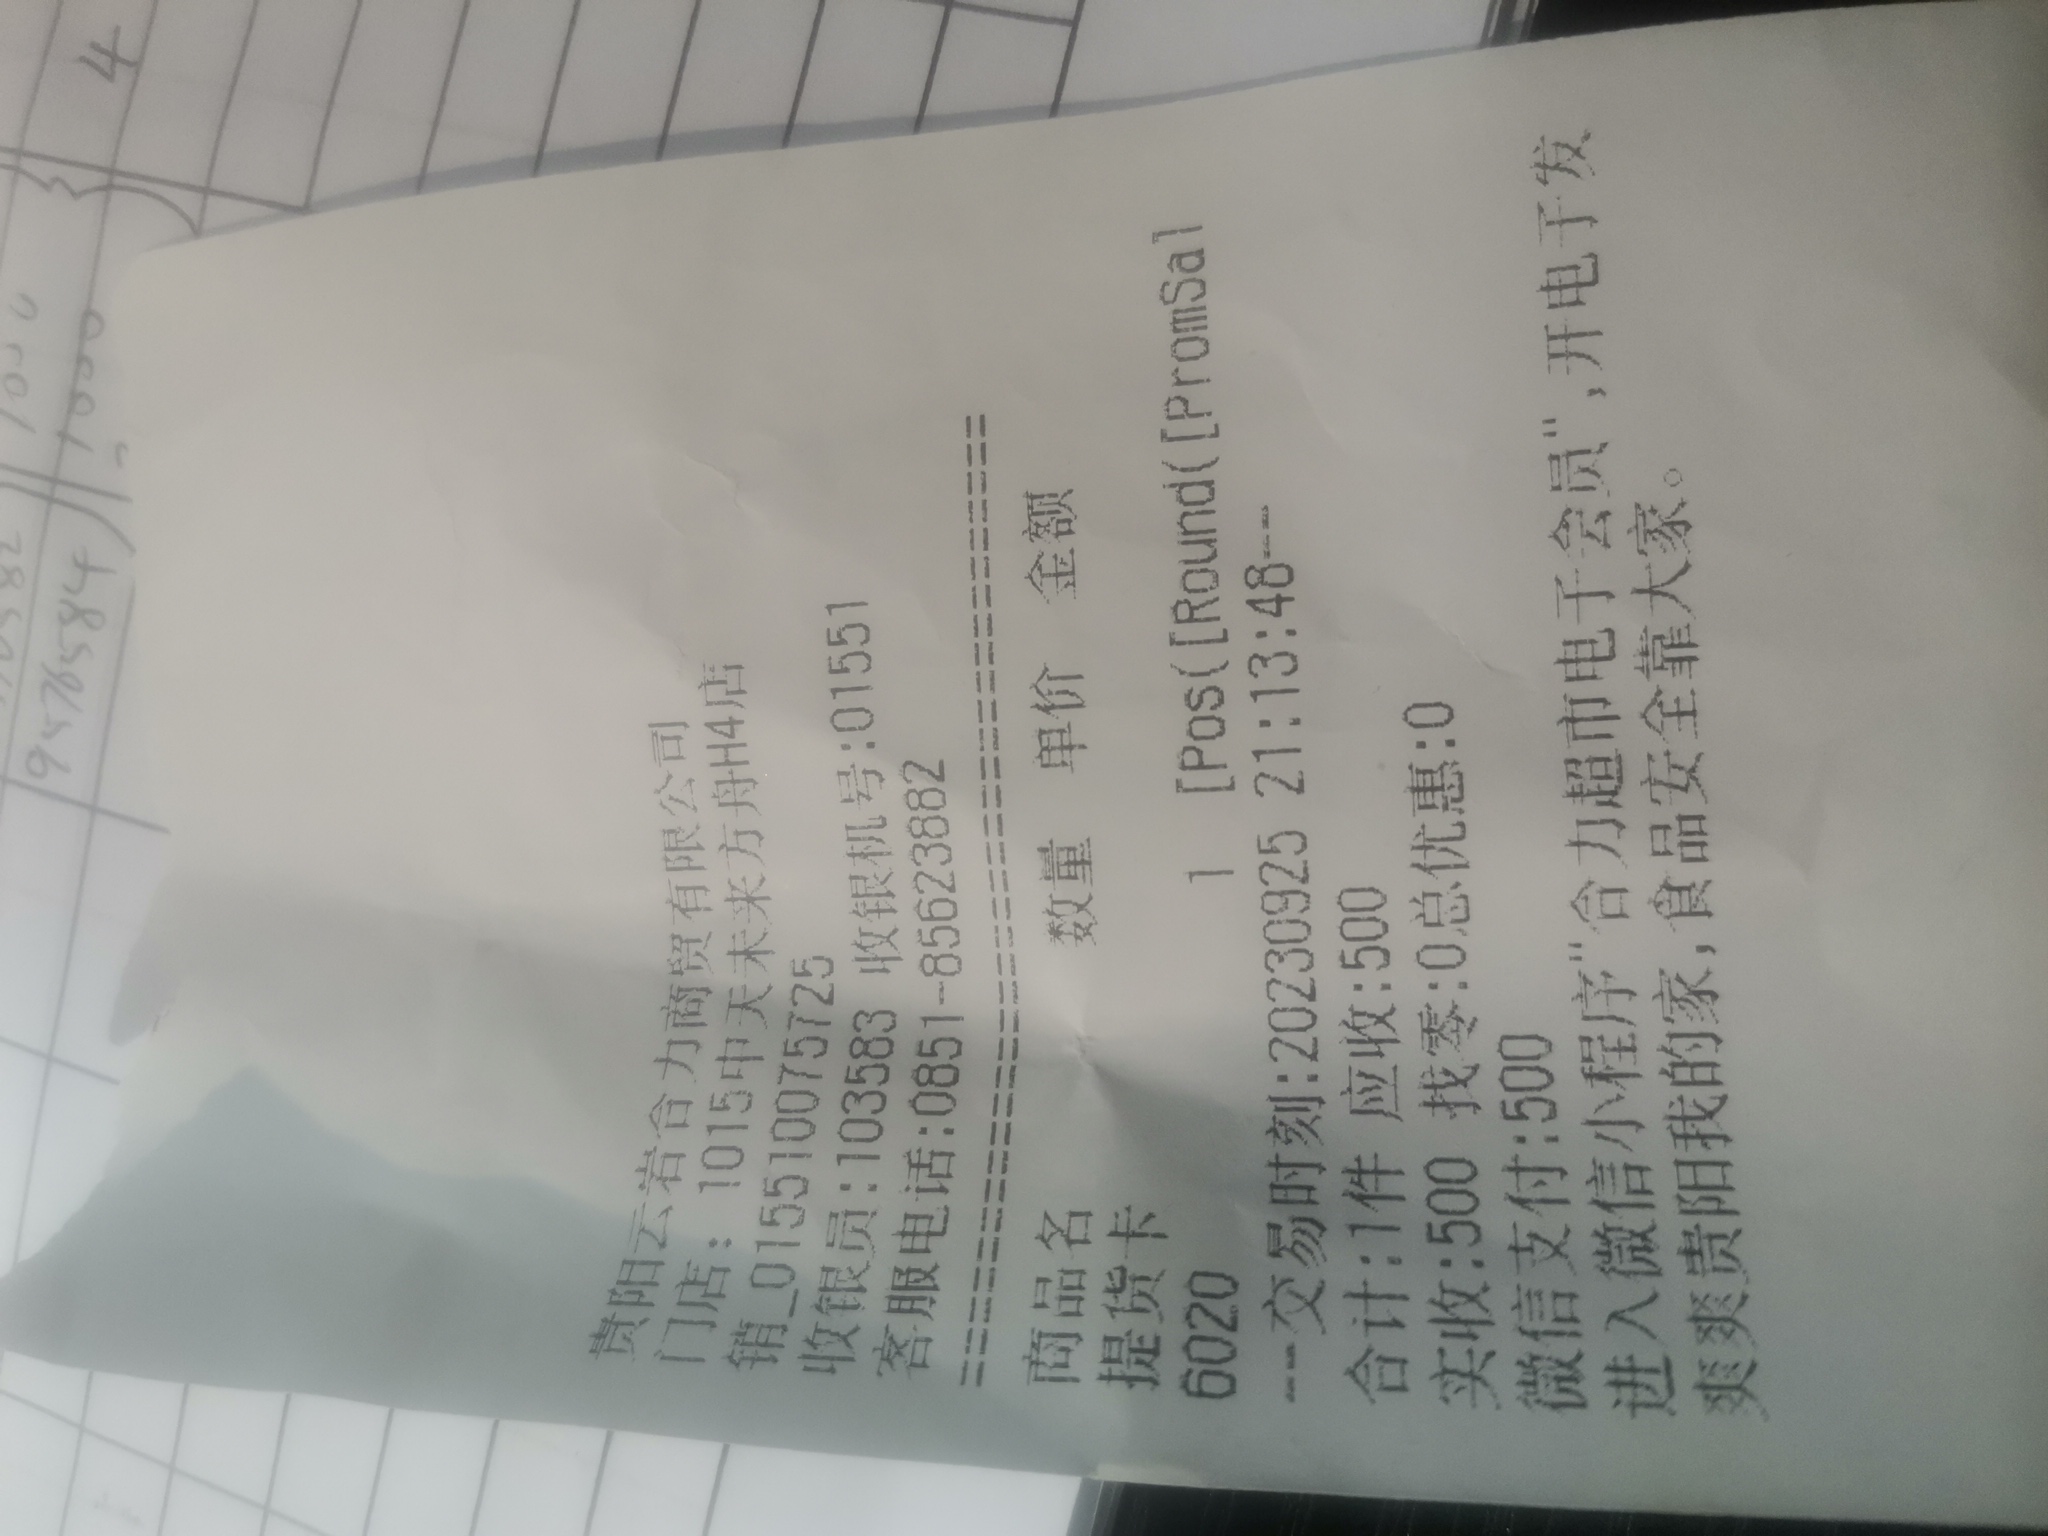 贵阳云岩合力商贸有限公司
门店: 1015中天未来方舟H4店
销_015510075725
收银员:103583 收银机号:01551
客服电话:0851-85623882
========================================
商品名 数量 单价 金额
提货卡
6020 1 [Pos([Round([PromSal
---交易时刻:20230925 21:13:48---
合计:1件 应收:500
实收:500 找零:0总优惠:0
微信支付:500
进入微信小程序"合力超市电子会员",开电子发
爽爽贵阳我的家,食品安全靠大家。
4
1000